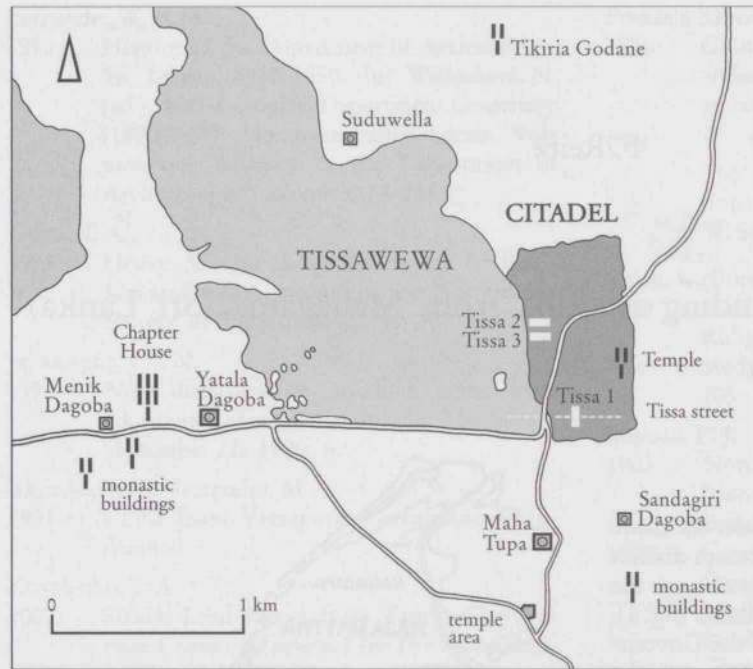 Tikiria Godane
Suduwella
CITADEL
TISSAWEWA
Tissa 2
Tissa 3
Chapter
House
Temple
Menik
Dagoba
Yatala
Dagoba
Tissa 1
Tissa street
monastic
buildings
Sandagiri
Dagoba
Maha
Tupa
monastic
buildings
0 1 km
temple
area